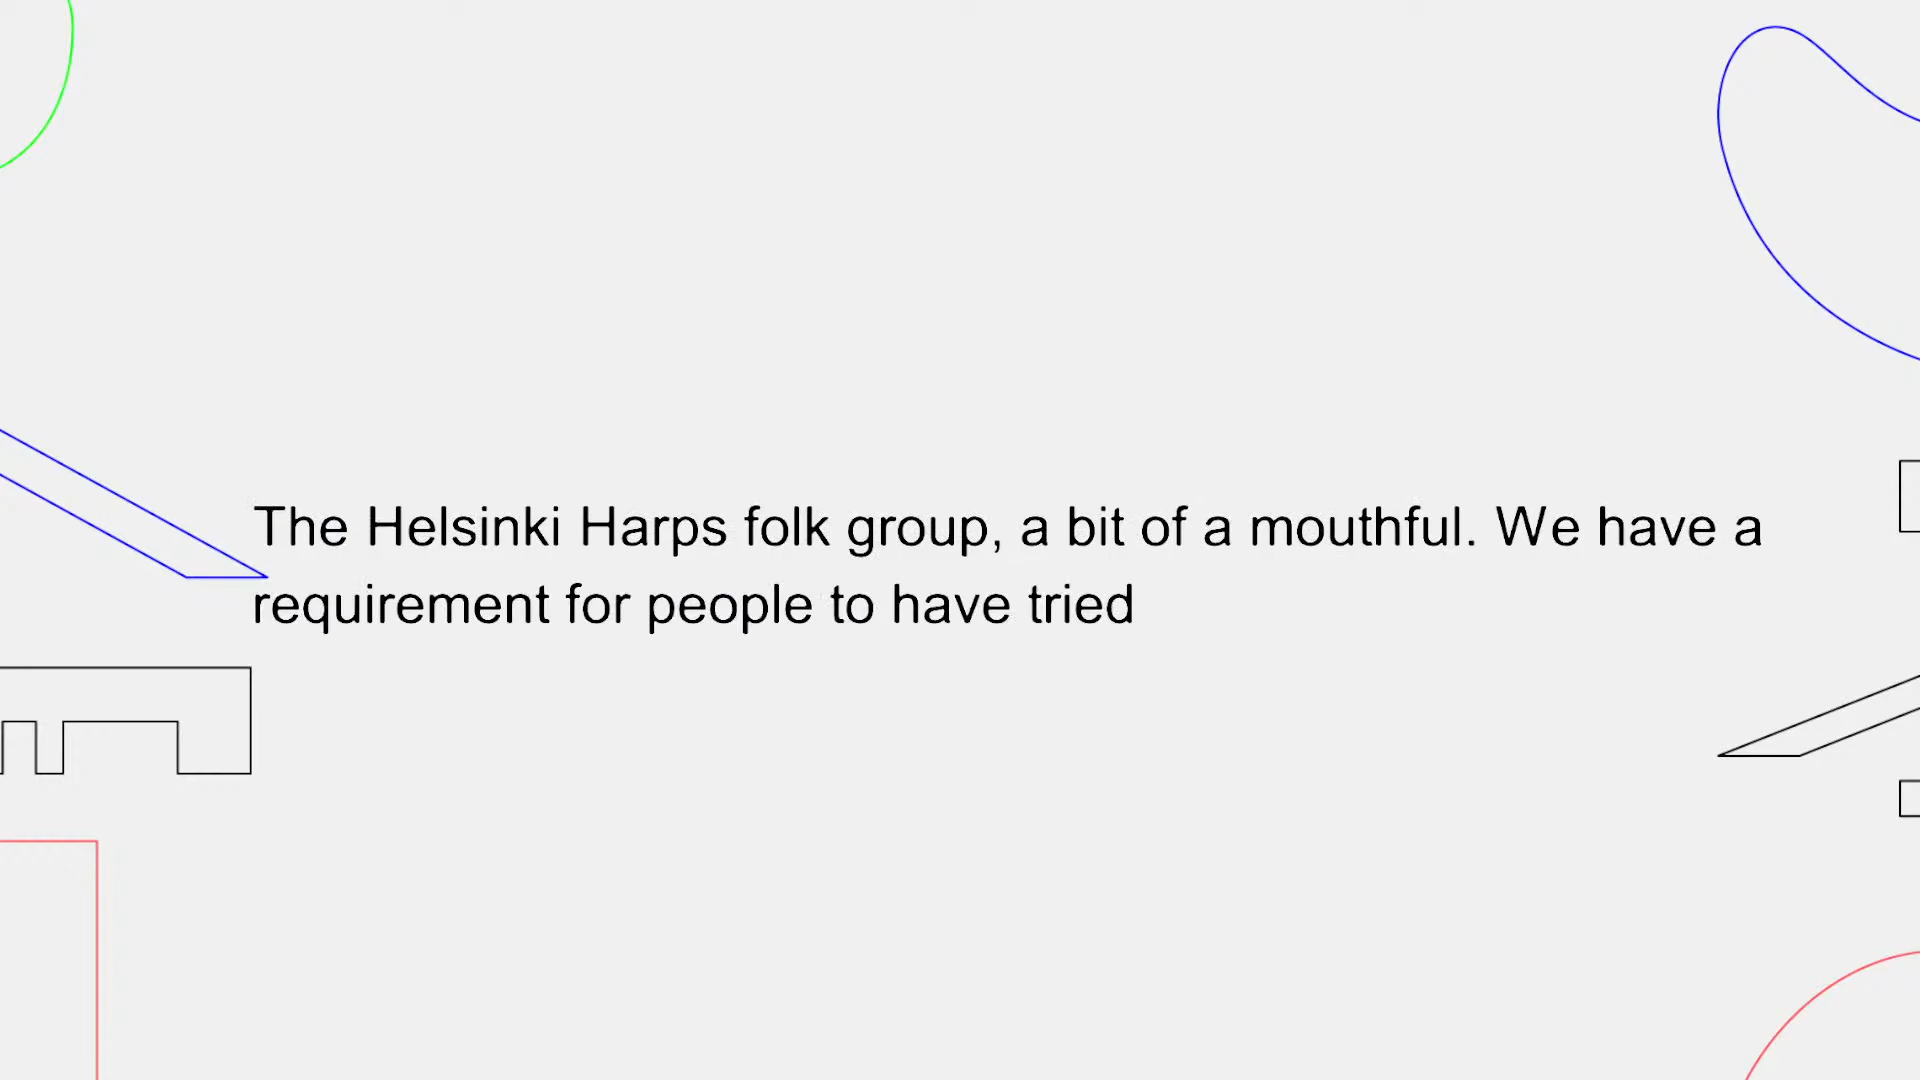 The Helsinki Harps folk group, a bit of a mouthful. We have a
requirement for people to have tried